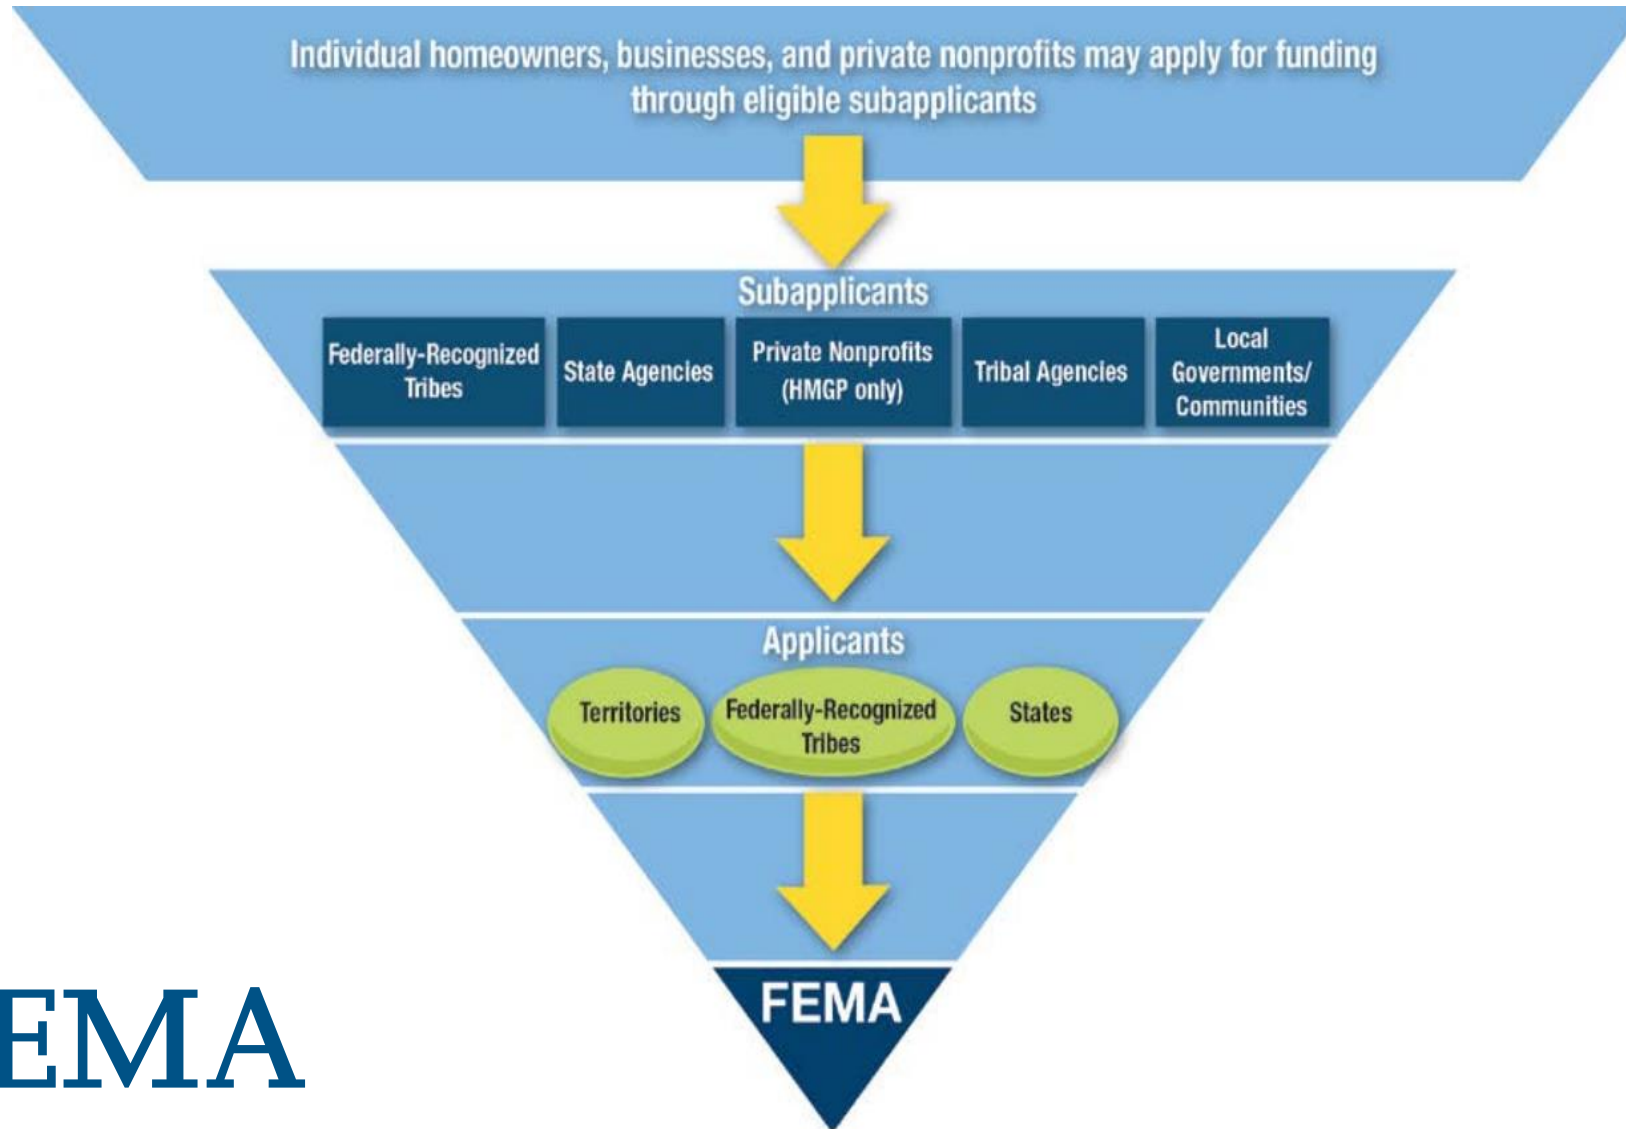 Individual homeowners, businesses, and private nonprofits may apply for funding
through eligible subapplicants
Subapplicants
Federally-Recognized
Tribes
State Agencies
Private Nonprofits
(HMGP only)
Tribal Agencies
Local
Governments/
Communities
Applicants
Territories
Federally-Recognized
Tribes
States
FEMA
EMA